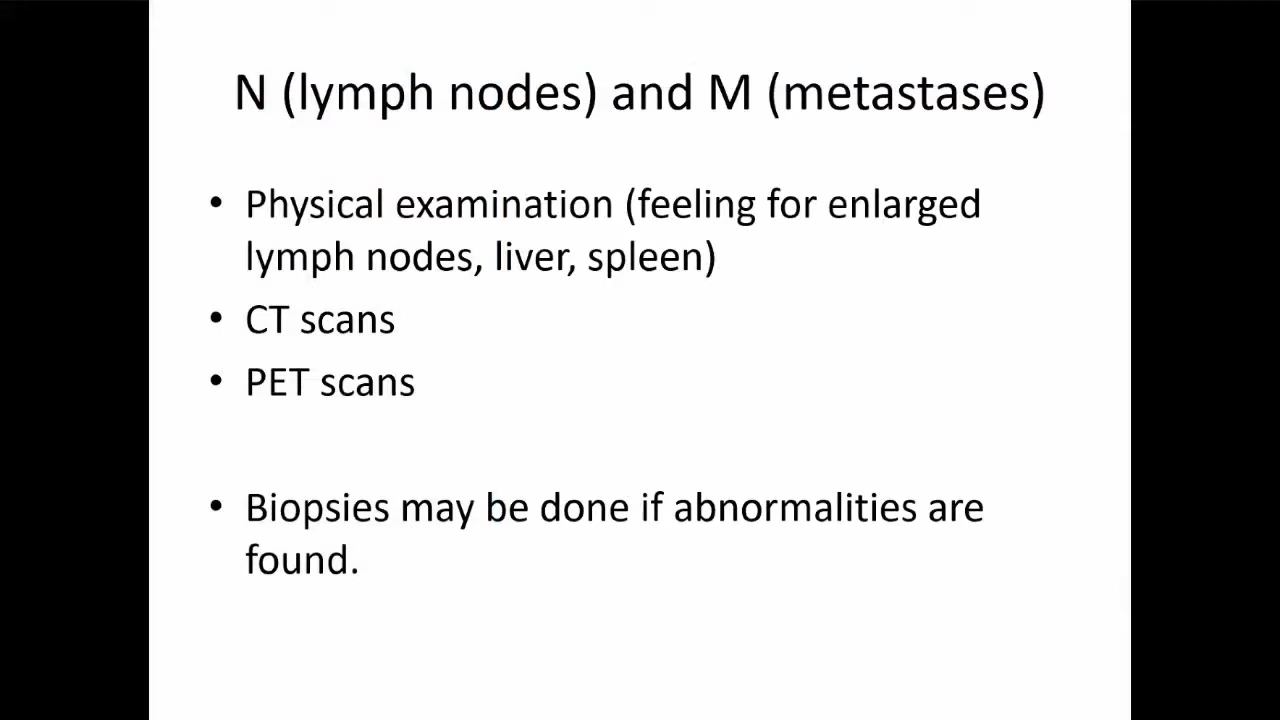 N (lymph nodes) and M (metastases)
• Physical examination (feeling for enlarged
lymph nodes, liver, spleen)
• CT scans
• PET scans
• Biopsies may be done if abnormalities are
found.